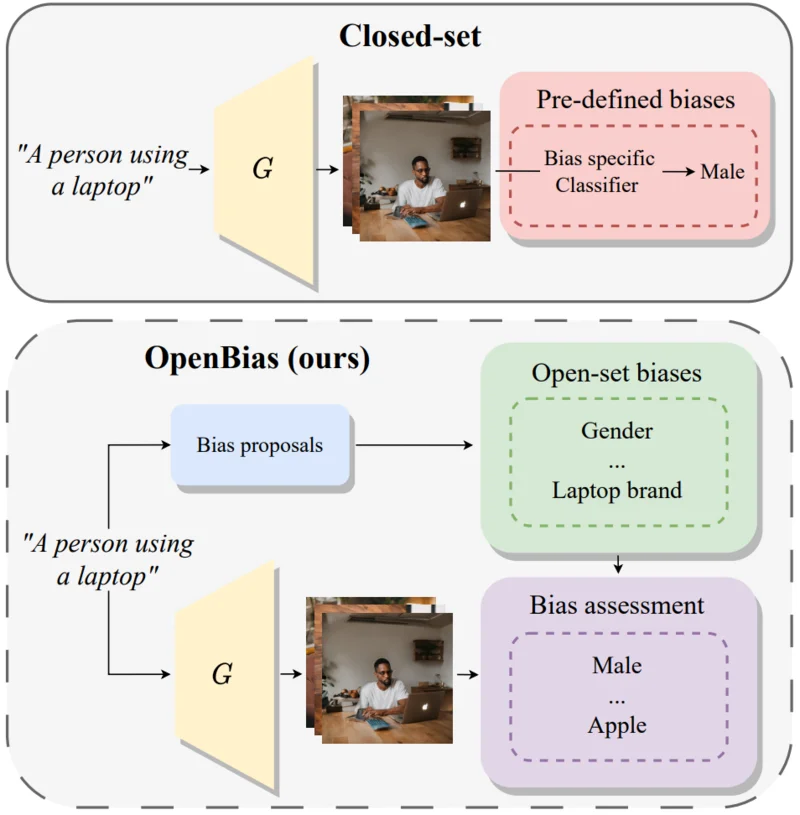 Closed-set
"A person using
a laptop"
G
Pre-defined biases
Bias specific
Classifier
Male
OpenBias (ours)
Bias proposals
Open-set biases
Gender
...
Laptop brand
"A person using
a laptop"
G
Bias assessment
Male
...
Apple